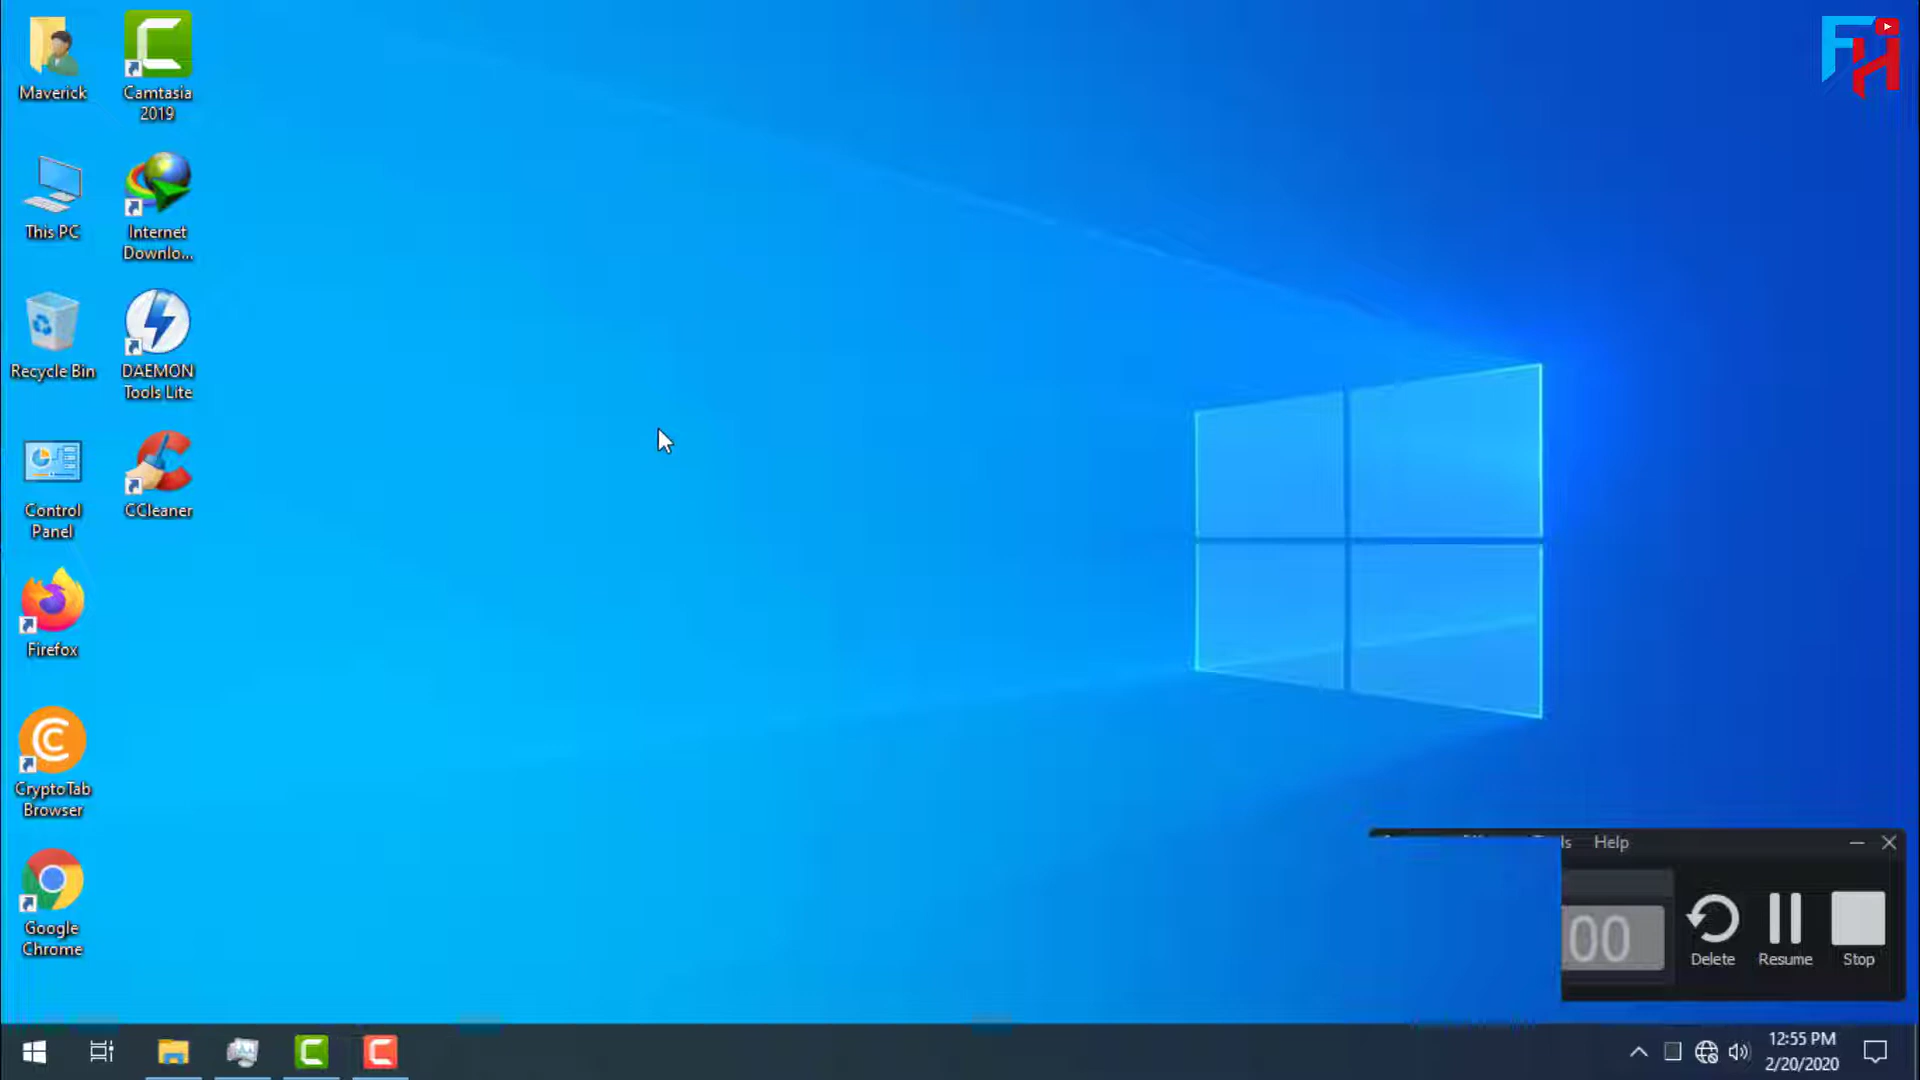 FH
Maverick
Camtasia
2019
This PC
Internet
Downlo...
Recycle Bin
DAEMON
Tools Lite
Control
Panel
CCleaner
Firefox
CryptoTab
Browser
Google
Chrome
Help
00
Delete
Resume
Stop
12:55 PM
2/20/2020